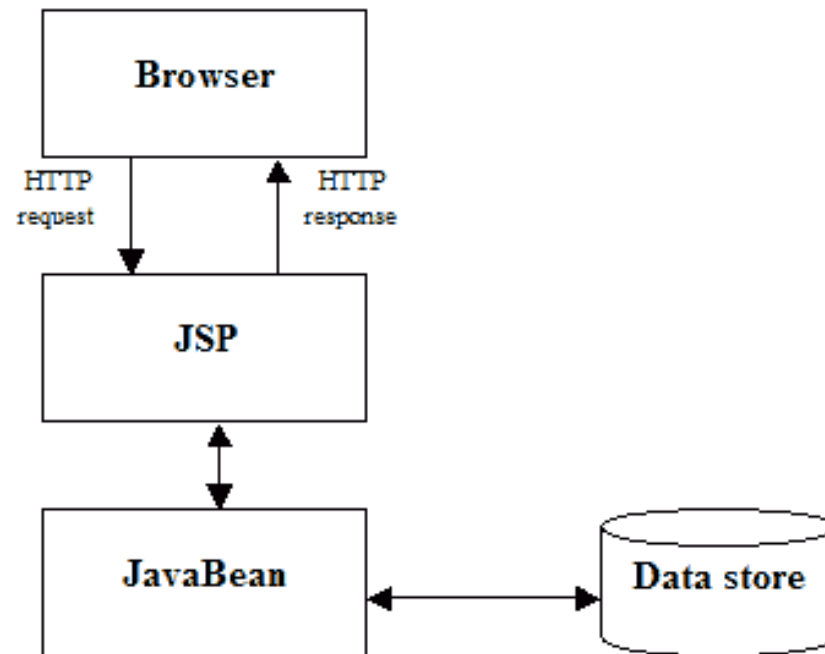 Browser
HTTP
request
HTTP
response
JSP
JavaBean
Data store